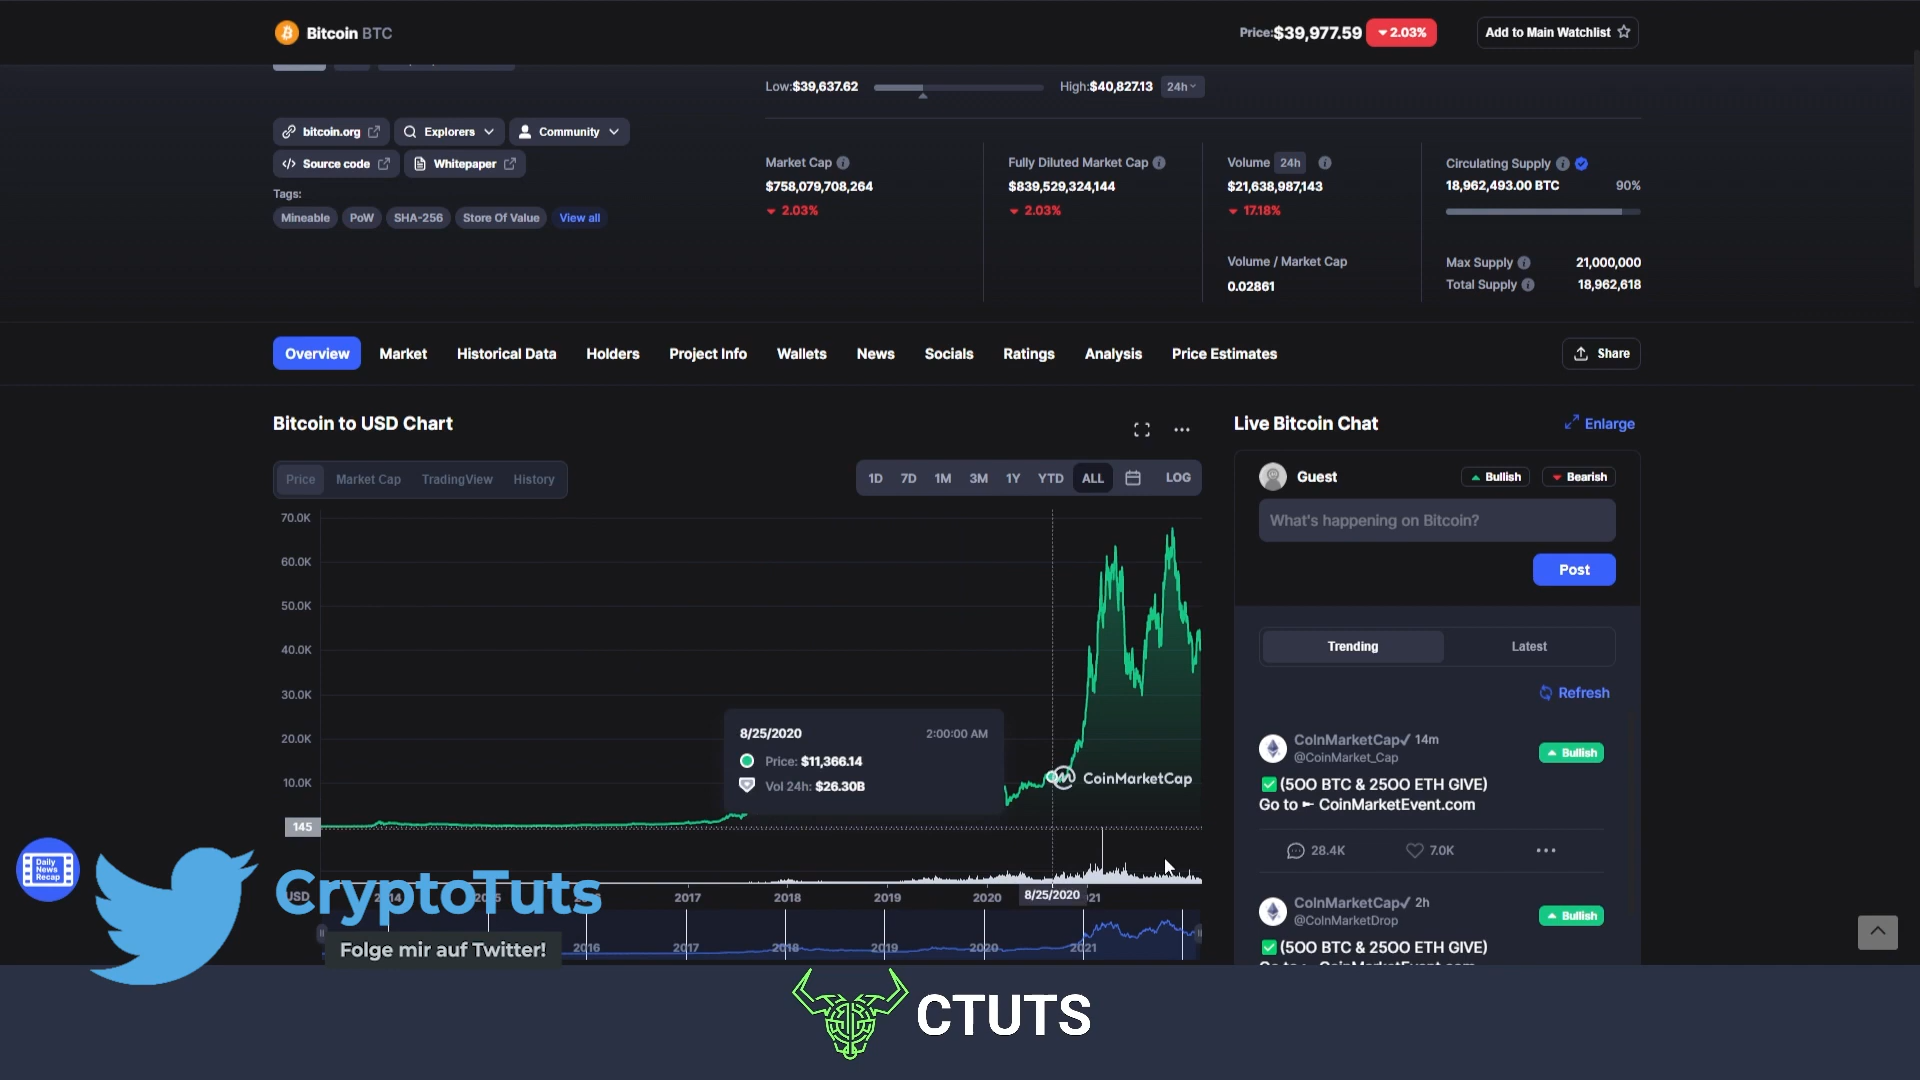 Bitcoin BTC
Price:$39,977.59 2.03%
Add to Main Watchlist
Low:$39,637.62
High:$40,827.13 24h
bitcoin.org
Explorers
Community
Source code
Whitepaper
Tags:
Mineable
PoW
SHA-256
Store Of Value
View all
Market Cap
$758,079,708,264
2.03%
Fully Diluted Market Cap
$839,529,324,144
2.03%
Volume 24h
$21,638,987,143
17.18%
Volume / Market Cap
0.02861
Circulating Supply
18,962,493.00 BTC 90%
Max Supply 21,000,000
Total Supply 18,962,618
Overview Market Historical Data Holders Project Info Wallets News Socials Ratings Analysis Price Estimates
Share
Bitcoin to USD Chart
Price Market Cap TradingView History
1D 7D 1M 3M 1Y YTD ALL LOG
70.0K
60.0K
50.0K
40.0K
30.0K
20.0K
10.0K
145
8/25/2020 2:00:00 AM
Price: $11,366.14
Vol 24h: $26.30B
CoinMarketCap
2017 2018 2019 2020 8/25/2020
2016 2017 2018 2019 2020 2021
Live Bitcoin Chat
Enlarge
Guest
Bullish
Bearish
What's happening on Bitcoin?
Post
Trending
Latest
Refresh
CoInMarketCap✓ 14m
@CoinMarket_Cap
Bullish
✅(5OO BTC & 25OO ETH GIVE)
Go to ➼ CoinMarketEvent.com
28.4K 7.0K
CoInMarketCap✓ 2h
@CoInMarketDrop
Bullish
✅(5OO BTC & 25OO ETH GIVE)
Daily
News
Recap
CryptoTuts
Folge mir auf Twitter!
CTUTS